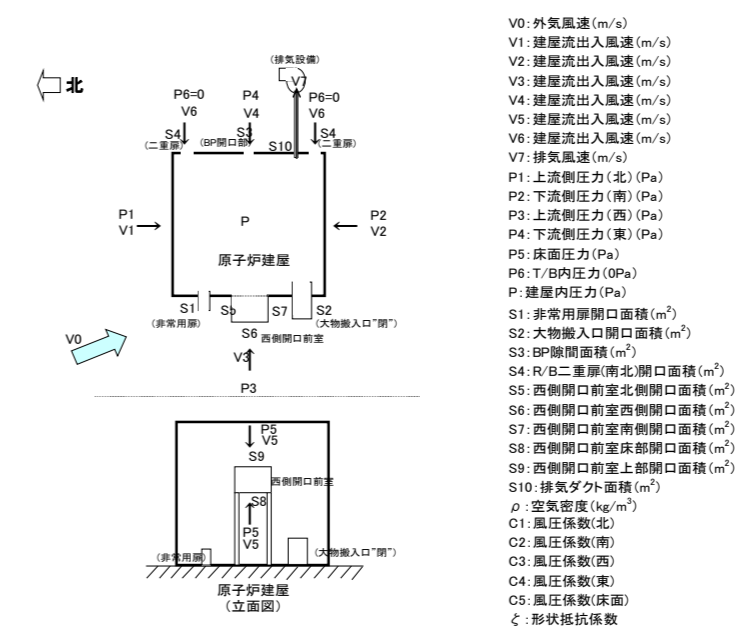 北
(排気設備)
V7
P6=0
V6
P4
V4
P6=0
V6
S4
(二重扉)
S3
(BP開口部)
S10
S4
(二重扉)
P1
V1
P
P2
V2
原子炉建屋
S1
S5
S7
S2
(非常用扉)
S6
西側開口前室
(大物搬入口"閉")
V0
V3
P3
P5
V5
S9
西側開口前室
S8
P5
V5
(非常用扉)
(大物搬入口"閉")
原子炉建屋
(立面図)
V0:外気風速(m/s)
V1:建屋流出入風速(m/s)
V2:建屋流出入風速(m/s)
V3:建屋流出入風速(m/s)
V4:建屋流出入風速(m/s)
V5:建屋流出入風速(m/s)
V6:建屋流出入風速(m/s)
V7:排気風速(m/s)
P1:上流側圧力(北)(Pa)
P2:下流側圧力(南)(Pa)
P3:上流側圧力(西)(Pa)
P4:下流側圧力(東)(Pa)
P5:床面圧力(Pa)
P6:T/B内圧力(0Pa)
P:建屋内圧力(Pa)
S1:非常用扉開口面積(m²)
S2:大物搬入口開口面積(m²)
S3:BP隙間面積(m²)
S4:R/B二重扉(南北)開口面積(m²)
S5:西側開口前室北側開口面積(m²)
S6:西側開口前室西側開口面積(m²)
S7:西側開口前室南側開口面積(m²)
S8:西側開口前室床部開口面積(m²)
S9:西側開口前室上部開口面積(m²)
S10:排気ダクト面積(m²)
ρ:空気密度(kg/m³)
C1:風圧係数(北)
C2:風圧係数(南)
C3:風圧係数(西)
C4:風圧係数(東)
C5:風圧係数(床面)
ζ:形状抵抗係数